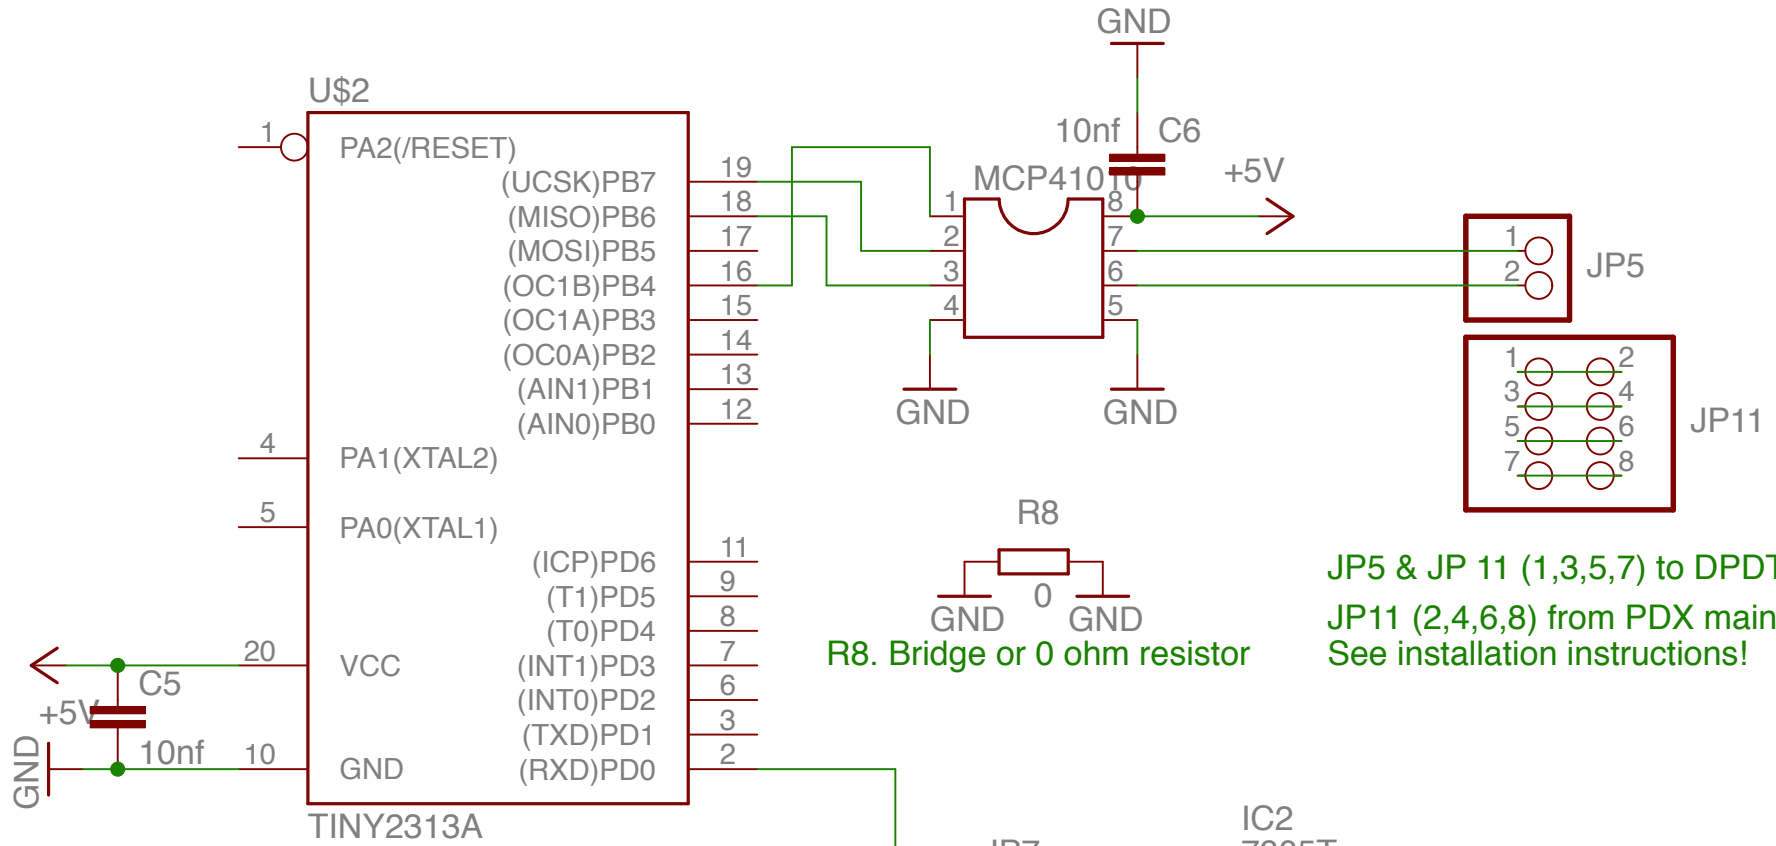 GND
U$2
10nf C6
1
PA2(/RESET)
MCP41010
+5V
(UCSK)PB7 19
(MISO)PB6 18
(MOSI)PB5 17
(OC1B)PB4 16
(OC1A)PB3 15
(OC0A)PB2 14
(AIN1)PB1 13
(AIN0)PB0 12
1 8
2 7
3 6
4 5
GND GND
1
2
JP5
1 2
3 4
5 6
7 8
JP11
4 PA1(XTAL2)
5 PA0(XTAL1)
(ICP)PD6 11
(T1)PD5 9
(T0)PD4 8
(INT1)PD3 7
(INT0)PD2 6
(TXD)PD1 3
(RXD)PD0 2
R8
0
GND GND
R8. Bridge or 0 ohm resistor
JP5 & JP 11 (1,3,5,7) to DPDT
JP11 (2,4,6,8) from PDX main
See installation instructions!
20 VCC
C5
+5V
10nf
10 GND
GND
TINY2313A
IC2